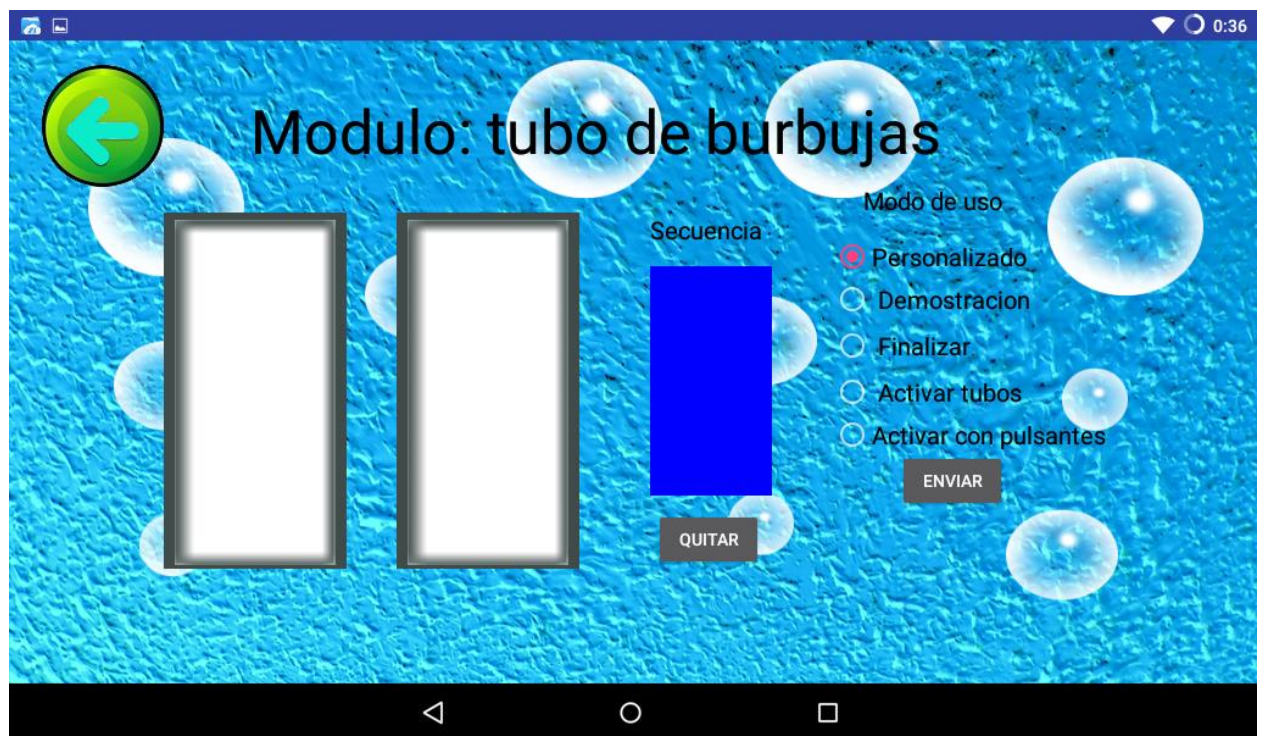 0:36
Modulo: tubo de burbujas
Modo de uso
Secuencia
Personalizado
Demostracion
Finalizar
Activar tubos
Activar con pulsantes
ENVIAR
QUITAR